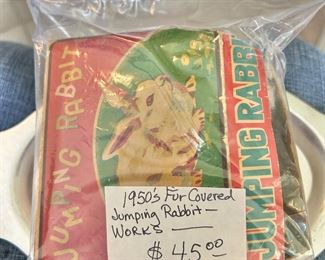 JUMPING RABBIT
JUMPING RABBIT
1950's Fur Covered
Jumping Rabbit —
WORKS —
$ 45.00